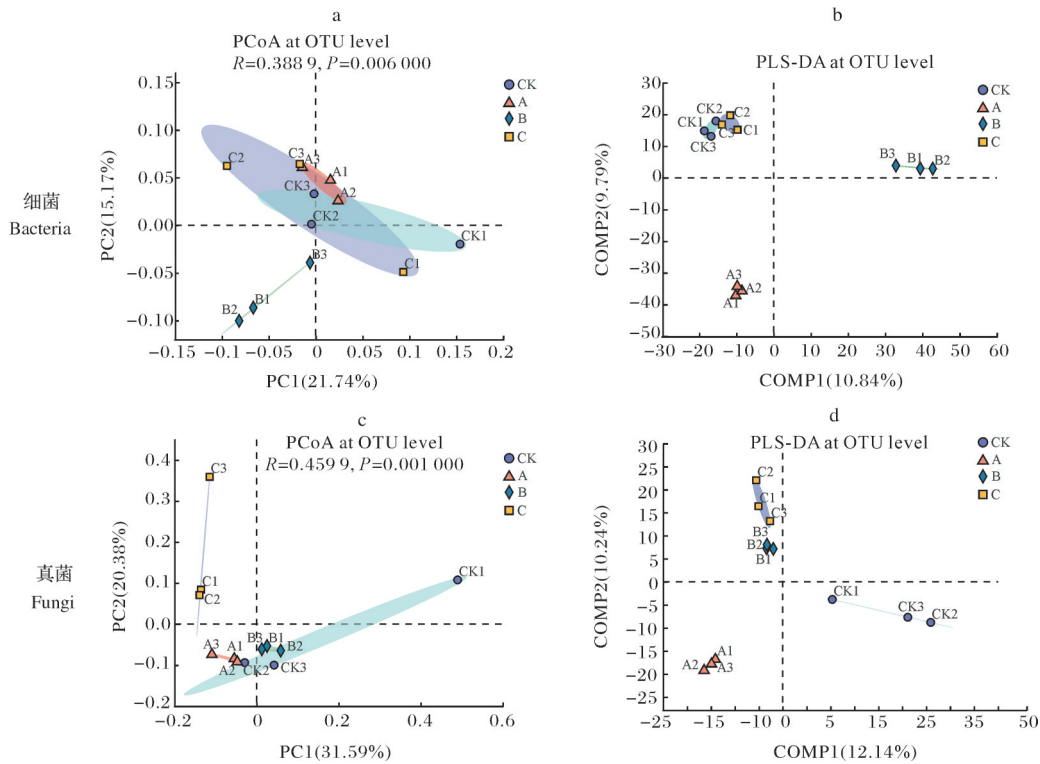 a
PCoA at OTU level
R=0.388 9, P=0.006 000
CK
A
B
C
0.15
0.10
0.05
0.00
−0.05
−0.10
PC2(15.17%)
C2
C3
A3
A1
A2
CK3
CK2
CK1
C1
B3
B1
B2
−0.15
−0.10
−0.05
0
0.05
0.10
0.15
0.2
PC1(21.74%)
细菌
Bacteria
b
PLS-DA at OTU level
CK
A
B
C
30
20
10
0
−10
−20
−30
−40
−50
COMP2(9.79%)
CK2
C2
CK1
C3
C1
CK3
B3
B1
B2
A3
A2
A1
−30
−20
−10
0
10
20
30
40
50
60
COMP1(10.84%)
c
PCoA at OTU level
R=0.459 9, P=0.001 000
CK
A
B
C
0.4
0.3
0.2
0.1
0.0
−0.1
−0.2
PC2(20.38%)
C3
CK1
C1
C2
B3
B1
A3
A1
B2
A2
CK2
CK3
−0.2
0
0.2
0.4
0.6
PC1(31.59%)
真菌
Fungi
d
PLS-DA at OTU level
CK
A
B
C
30
25
20
15
10
5
0
−5
−10
−15
−20
−25
COMP2(10.24%)
C2
C1
C3
B3
B2
B1
CK1
CK3
CK2
A1
A2
A3
−25
−15
−10
0
5
15
25
35
50
COMP1(12.14%)